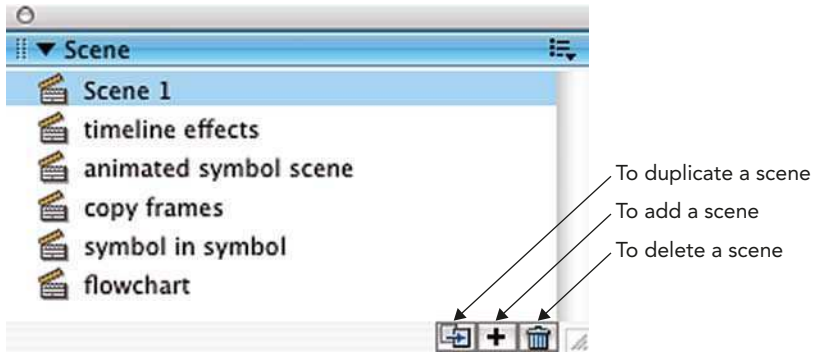 Scene
Scene 1
timeline effects
animated symbol scene
copy frames
symbol in symbol
flowchart
To duplicate a scene
To add a scene
To delete a scene